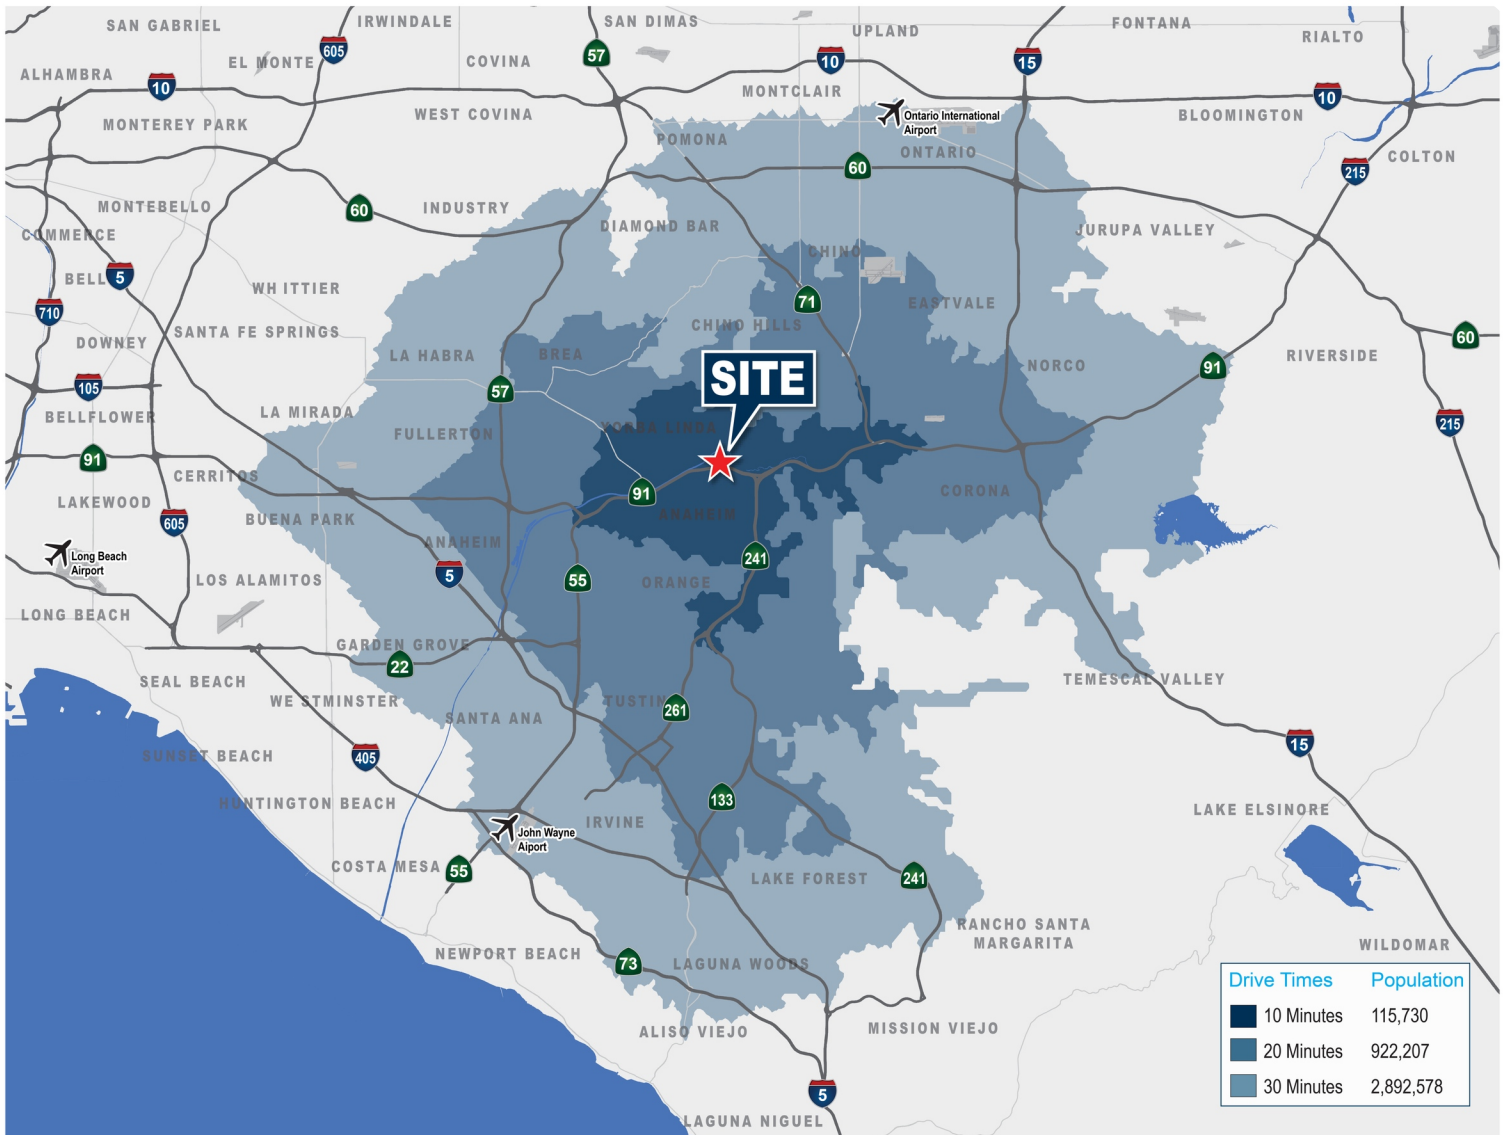 SAN GABRIEL
IRWINDALE
SAN DIMAS
UPLAND
FONTANA
RIALTO
605
57
EL MONTE
COVINA
10
15
ALHAMBRA
10
MONTCLAIR
10
WEST COVINA
Ontario International
Airport
BLOOMINGTON
MONTEREY PARK
POMONA
ONTARIO
COLTON
60
215
MONTEBELLO
60
INDUSTRY
DIAMOND BAR
JURUPA VALLEY
COMMERCE
CHINO
BELL
5
WH ITTIER
71
EASTVALE
710
SANTA FE SPRINGS
CHINO HILLS
DOWNEY
LA HABRA
BREA
60
RIVERSIDE
NORCO
91
105
57
SITE
BELLFLOWER
LA MIRADA
215
YORBA LINDA
FULLERTON
91
CERRITOS
91
CORONA
LAKEWOOD
605
BUENA PARK
ANAHEIM
ANAHEIM
Long Beach
Airport
241
5
55
ORANGE
LOS ALAMITOS
LONG BEACH
GARDEN GROVE
22
SEAL BEACH
TEMESCAL VALLEY
WE STMINSTER
TUSTIN
261
SANTA ANA
15
SUNSET BEACH
405
133
HUNTINGTON BEACH
LAKE ELSINORE
IRVINE
John Wayne
Aiport
COSTA MESA
55
LAKE FOREST
241
RANCHO SANTA
MARGARITA
WILDOMAR
NEWPORT BEACH
73
LAGUNA WOODS
Drive Times Population
10 Minutes 115,730
20 Minutes 922,207
30 Minutes 2,892,578
ALISO VIEJO
MISSION VIEJO
5
LAGUNA NIGUEL